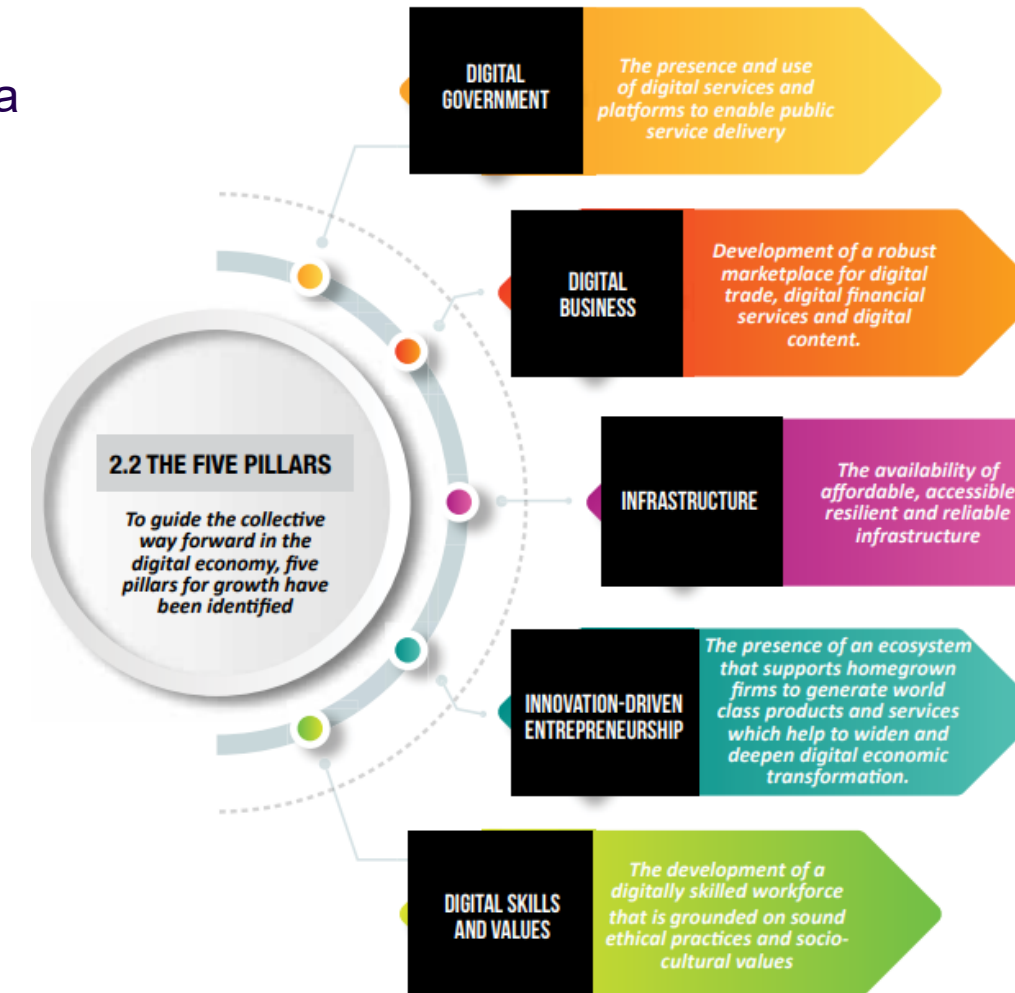 a
DIGITAL
GOVERNMENT
The presence and use
of digital services and
platforms to enable public
service delivery
DIGITAL
BUSINESS
Development of a robust
marketplace for digital
trade, digital financial
services and digital
content.
2.2 THE FIVE PILLARS
To guide the collective
way forward in the
digital economy, five
pillars for growth have
been identified
INFRASTRUCTURE
The availability of
affordable, accessible
resilient and reliable
infrastructure
INNOVATION-DRIVEN
ENTREPRENEURSHIP
The presence of an ecosystem
that supports homegrown
firms to generate world
class products and services
which help to widen and
deepen digital economic
transformation.
DIGITAL SKILLS
AND VALUES
The development of a
digitally skilled workforce
that is grounded on sound
ethical practices and socio-
cultural values